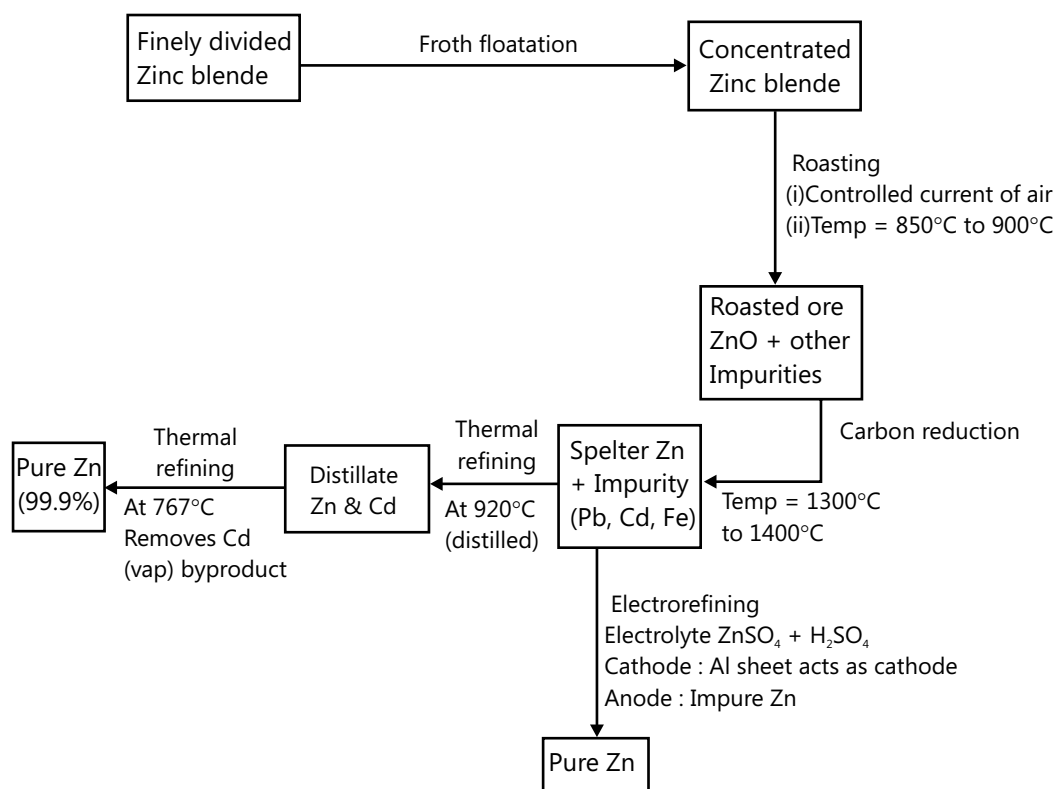 Finely divided
Zinc blende
Froth floatation
Concentrated
Zinc blende
Roasting
(i)Controlled current of air
(ii)Temp = 850°C to 900°C
Roasted ore
ZnO + other
Impurities
Carbon reduction
Temp = 1300°C
to 1400°C
Spelter Zn
+ Impurity
(Pb, Cd, Fe)
Thermal
refining
At 920°C
(distilled)
Distillate
Zn & Cd
Thermal
refining
At 767°C
Removes Cd
(vap) byproduct
Pure Zn
(99.9%)
Electrorefining
Electrolyte ZnSO₄ + H₂SO₄
Cathode : Al sheet acts as cathode
Anode : Impure Zn
Pure Zn